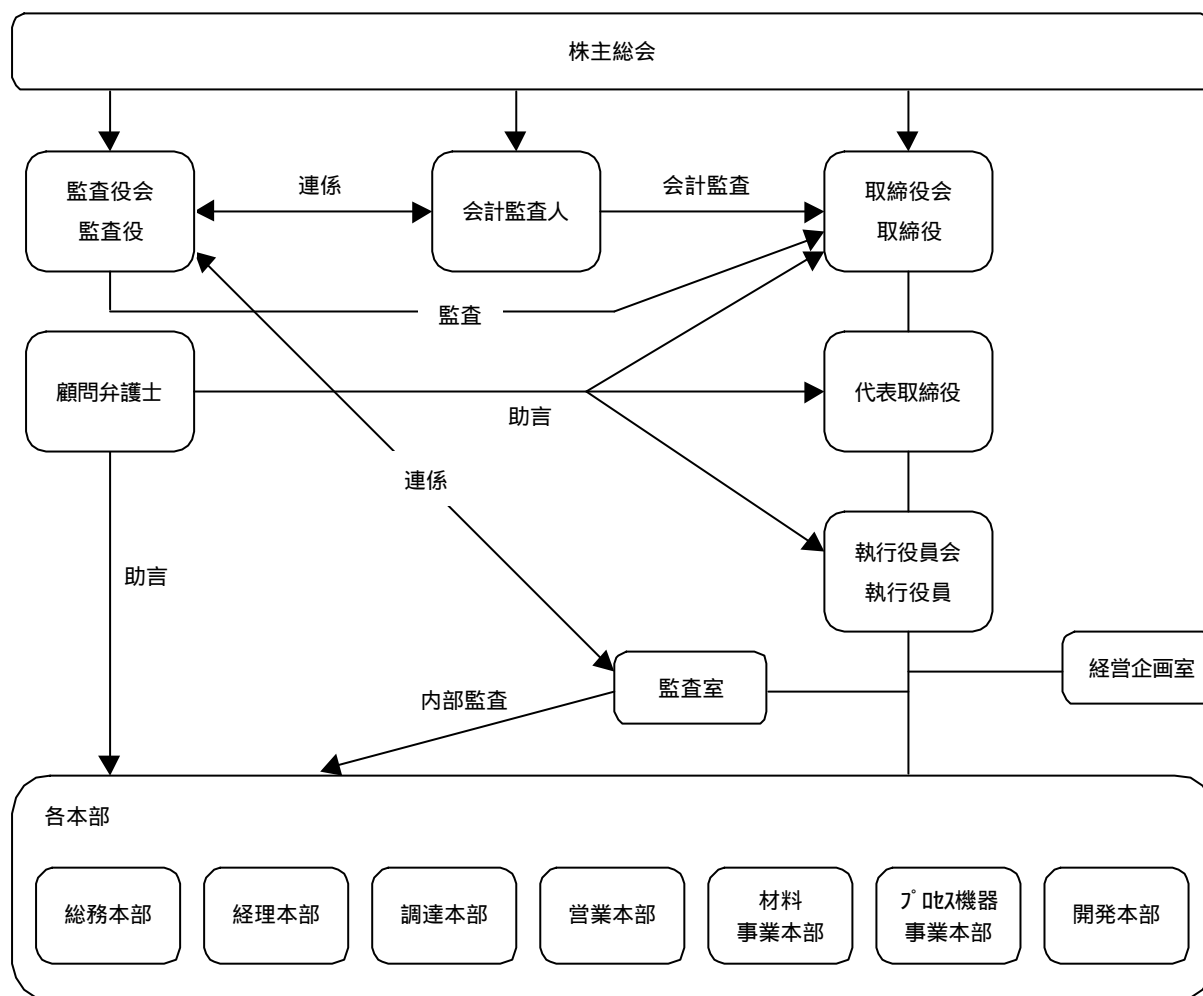 株主総会
監査役会
監査役
連係
会計監査人
会計監査
取締役会
取締役
監査
顧問弁護士
助言
代表取締役
連係
執行役員会
執行役員
助言
経営企画室
監査室
内部監査
各本部
総務本部
経理本部
調達本部
営業本部
材料
事業本部
ﾌﾟﾛｾｽ機器
事業本部
開発本部